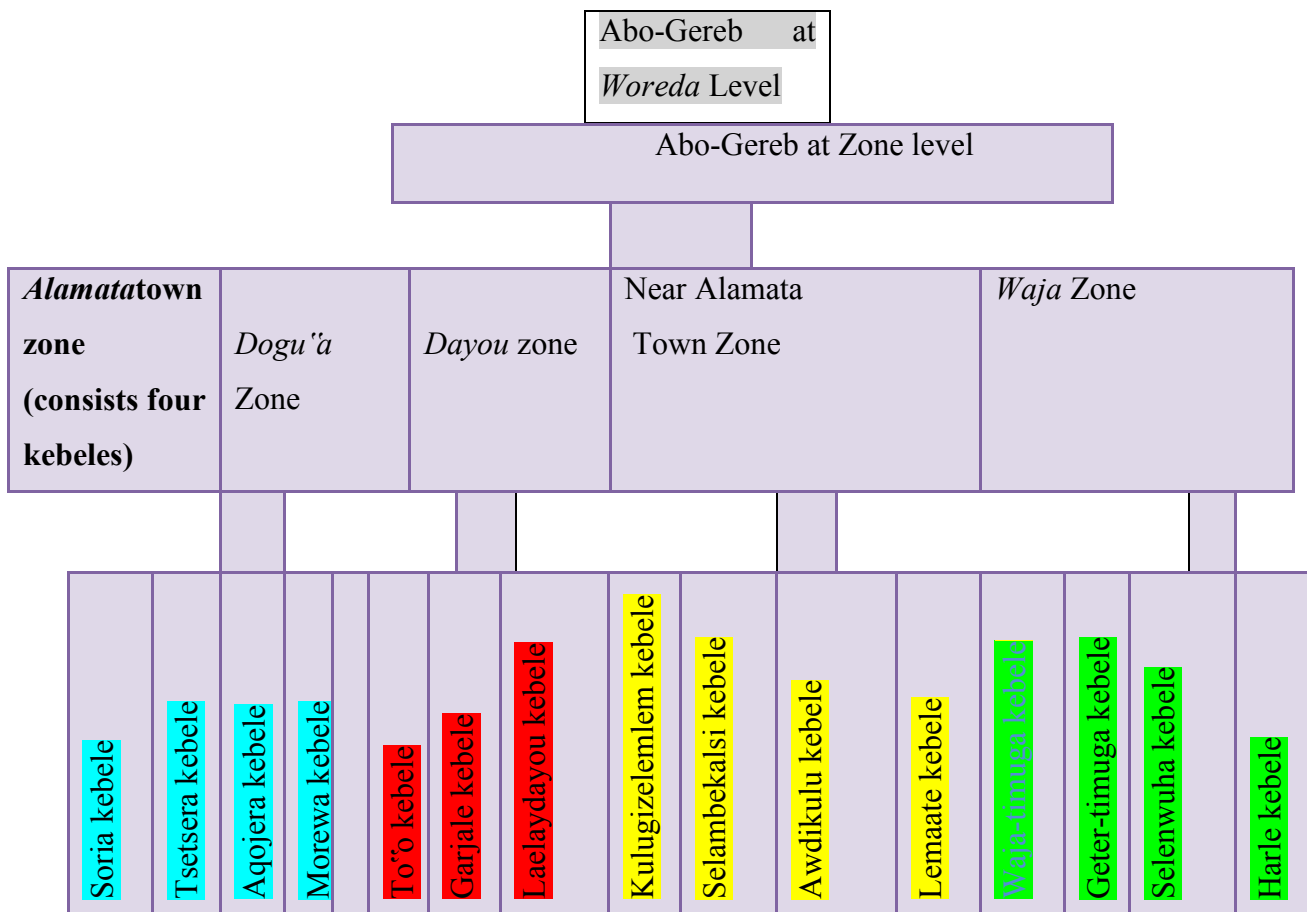 Abo-Gereb at
Woreda Level
Abo-Gereb at Zone level
Alamatatown
zone
(consists four
kebeles)
Dogu‟a
Zone
Dayou zone
Near Alamata
Town Zone
Waja Zone
Soria kebele
Tsetsera kebele
Aqojera kebele
Morewa kebele
To‟o kebele
Garjale kebele
Laelaydayou kebele
Kulugizelemlem kebele
Selambekalsi kebele
Awdikulu kebele
Lemaate kebele
Waja-timuga kebele
Geter-timuga kebele
Selenwuha kebele
Harle kebele